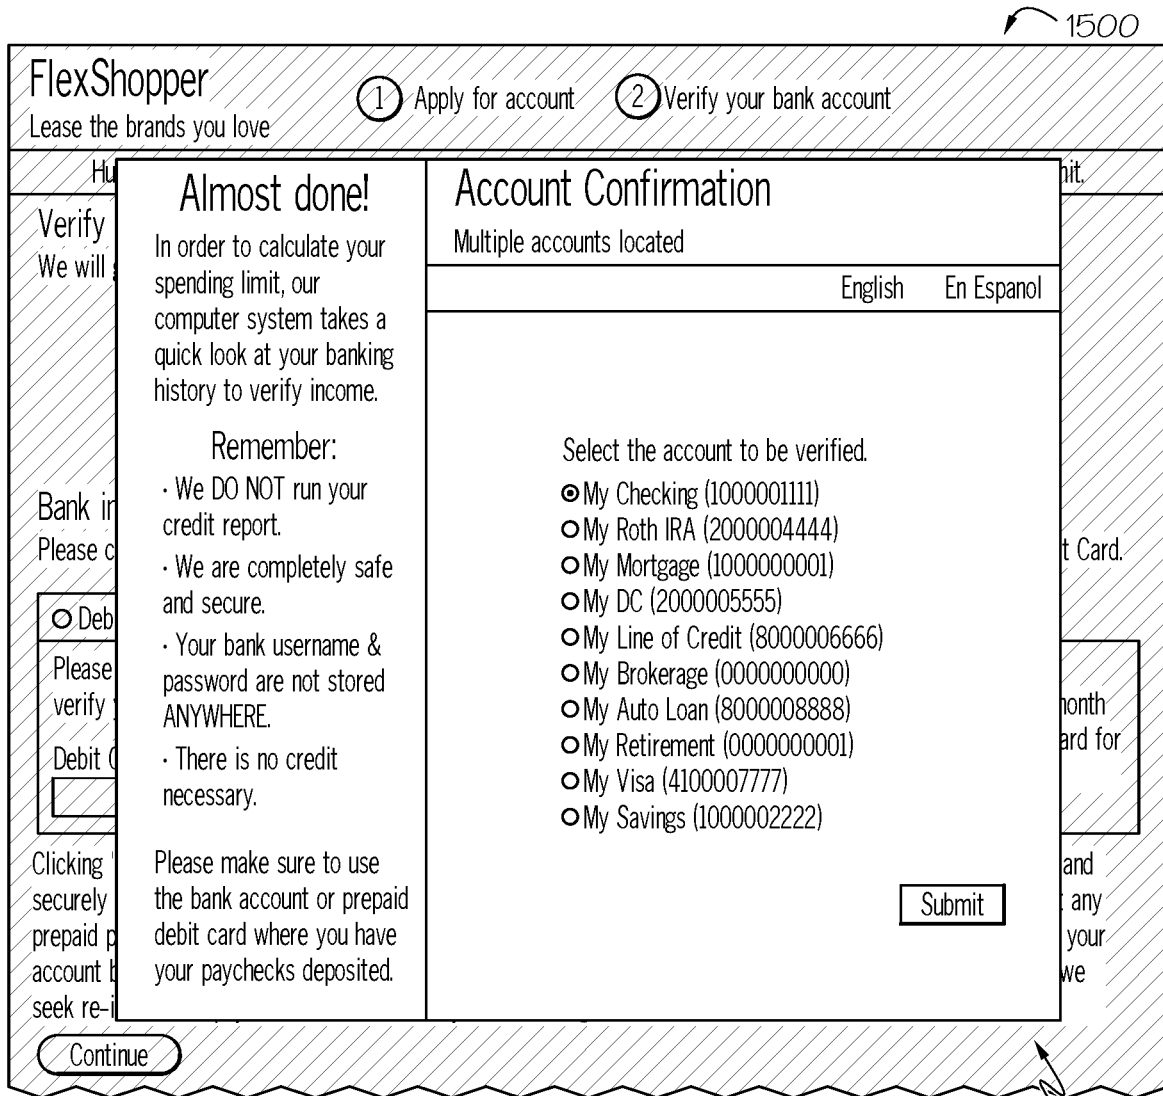 1500
FlexShopper
Lease the brands you love
1 Apply for account 2 Verify your bank account
Almost done!
In order to calculate your
spending limit, our
computer system takes a
quick look at your banking
history to verify income.
Remember:
· We DO NOT run your
credit report.
· We are completely safe
and secure.
· Your bank username &
password are not stored
ANYWHERE.
· There is no credit
necessary.
Please make sure to use
the bank account or prepaid
debit card where you have
your paychecks deposited.
Account Confirmation
Multiple accounts located
English En Espanol
Select the account to be verified.
My Checking (1000001111)
My Roth IRA (2000004444)
My Mortgage (1000000001)
My DC (2000005555)
My Line of Credit (8000006666)
My Brokerage (0000000000)
My Auto Loan (8000008888)
My Retirement (0000000001)
My Visa (4100007777)
My Savings (1000002222)
Submit
Verify
We will
Bank
Please
t Card.
Please
verify
ard for
Debit
Clicking
and
securely
any
prepaid
your
account
we
seek
Continue